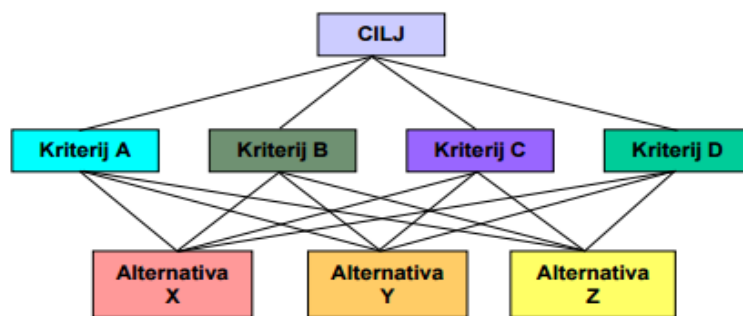 CILJ
Kriterij A
Kriterij B
Kriterij C
Kriterij D
Alternativa
X
Alternativa
Y
Alternativa
Z